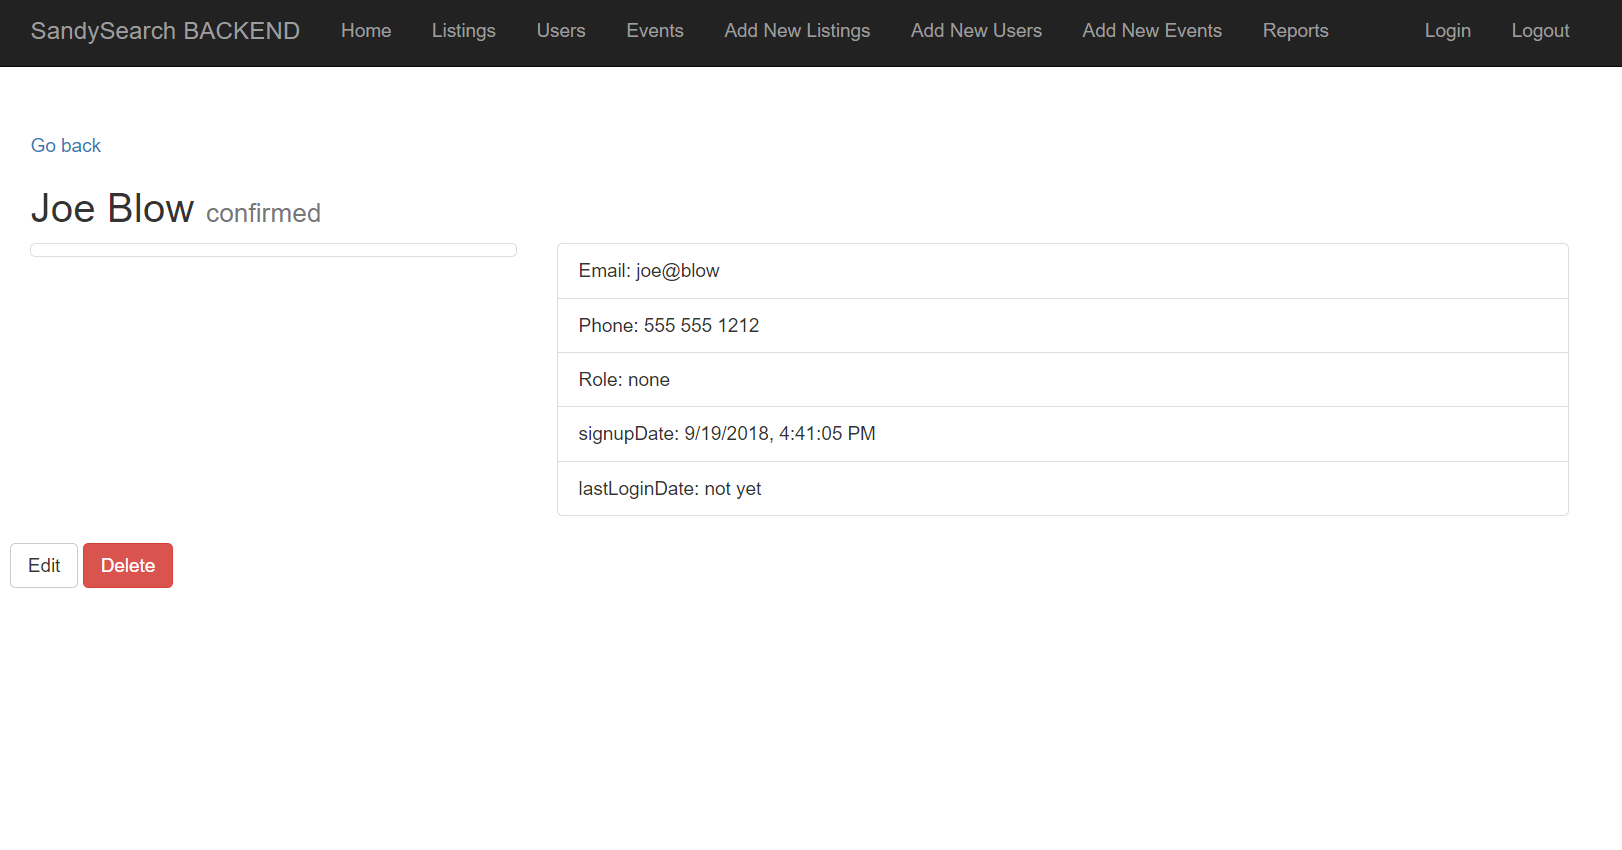 SandySearch BACKEND Home Listings Users Events Add New Listings Add New Users Add New Events Reports Login Logout
Go back
Joe Blow confirmed
Email: joe@blow
Phone: 555 555 1212
Role: none
signupDate: 9/19/2018, 4:41:05 PM
lastLoginDate: not yet
Edit Delete